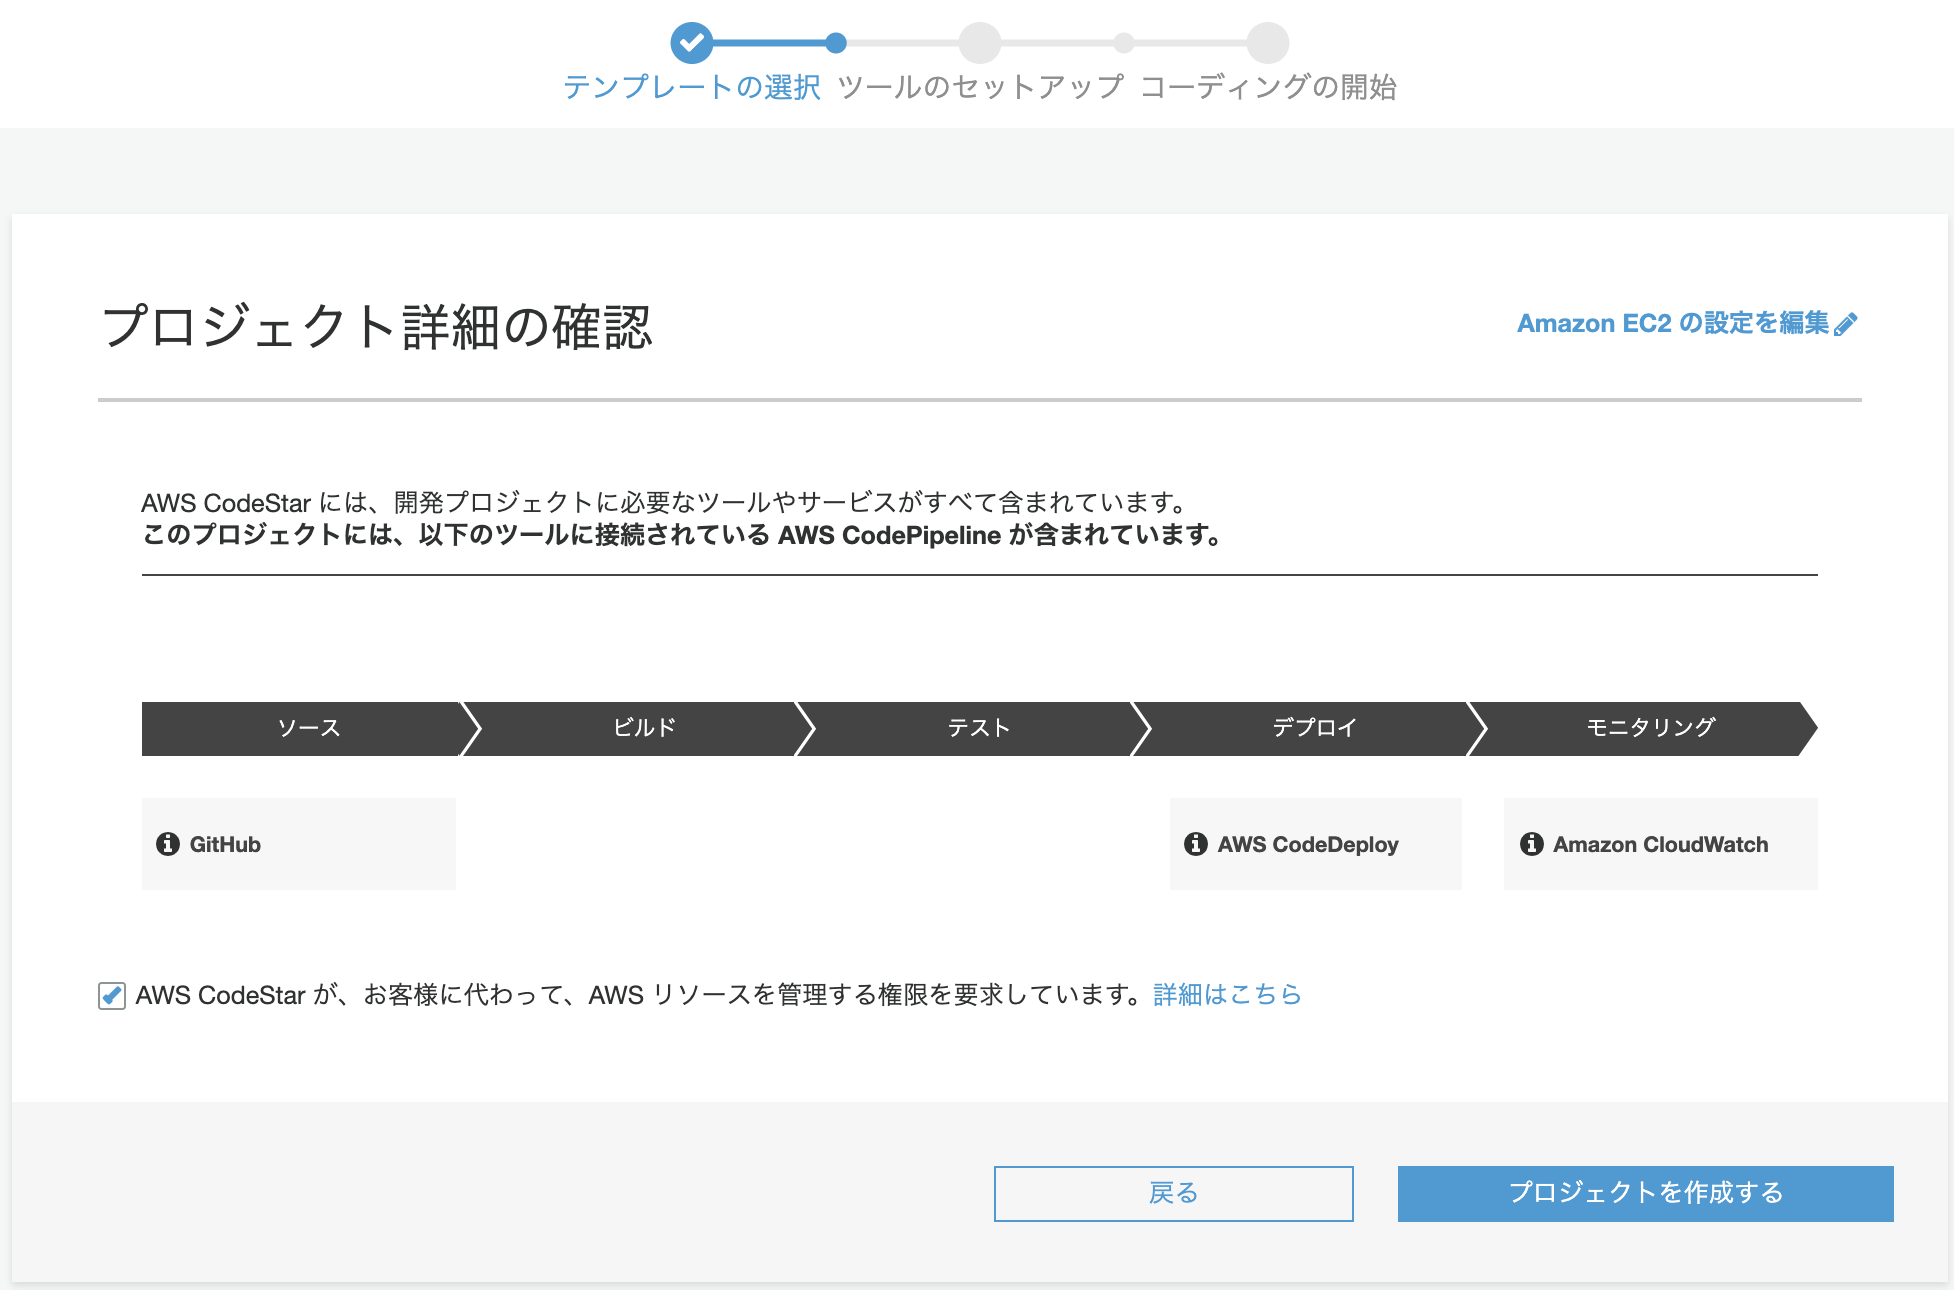 テンプレートの選択 ツールのセットアップ コーディングの開始
プロジェクト詳細の確認
Amazon EC2 の設定を編集
AWS CodeStar には、開発プロジェクトに必要なツールやサービスがすべて含まれています。
このプロジェクトには、以下のツールに接続されている AWS CodePipeline が含まれています。
ソース ビルド テスト デプロイ モニタリング
GitHub AWS CodeDeploy Amazon CloudWatch
AWS CodeStar が、お客様に代わって、AWS リソースを管理する権限を要求しています。詳細はこちら
戻る プロジェクトを作成する